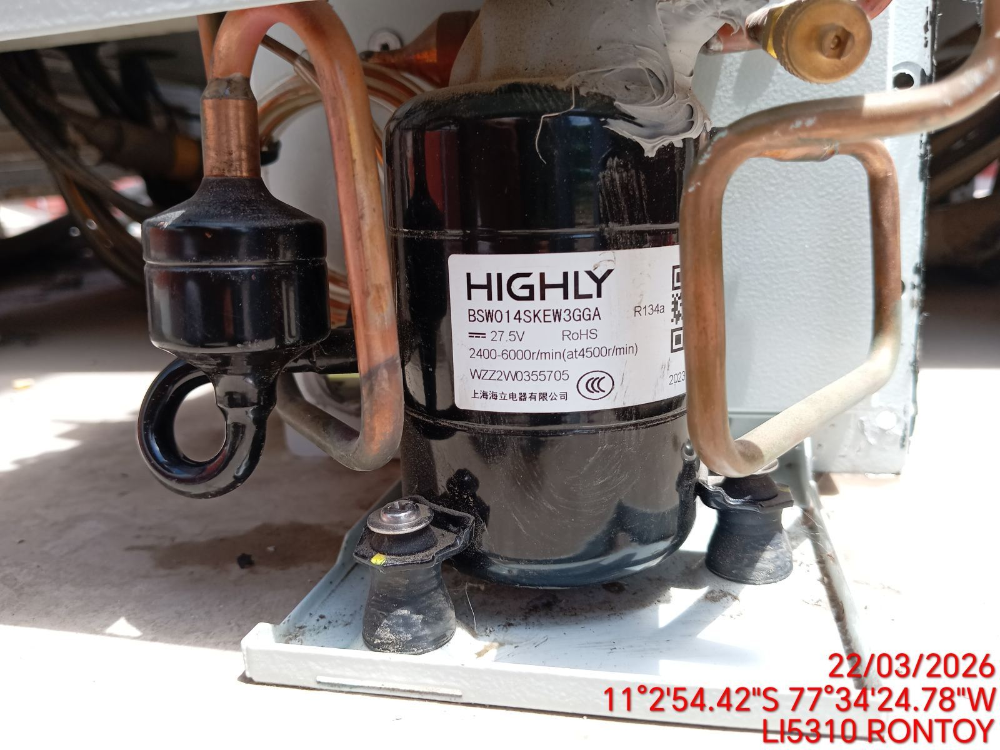 HIGHLY
BSW014SKEW3GGA R134a
27.5V RoHS
2400-6000r/min(at4500r/min)
WZZ2W0355705
CCC
2023
上海海立电器有限公司
22/03/2026
11°2'54.42"S 77°34'24.78"W
LI5310 RONTOY